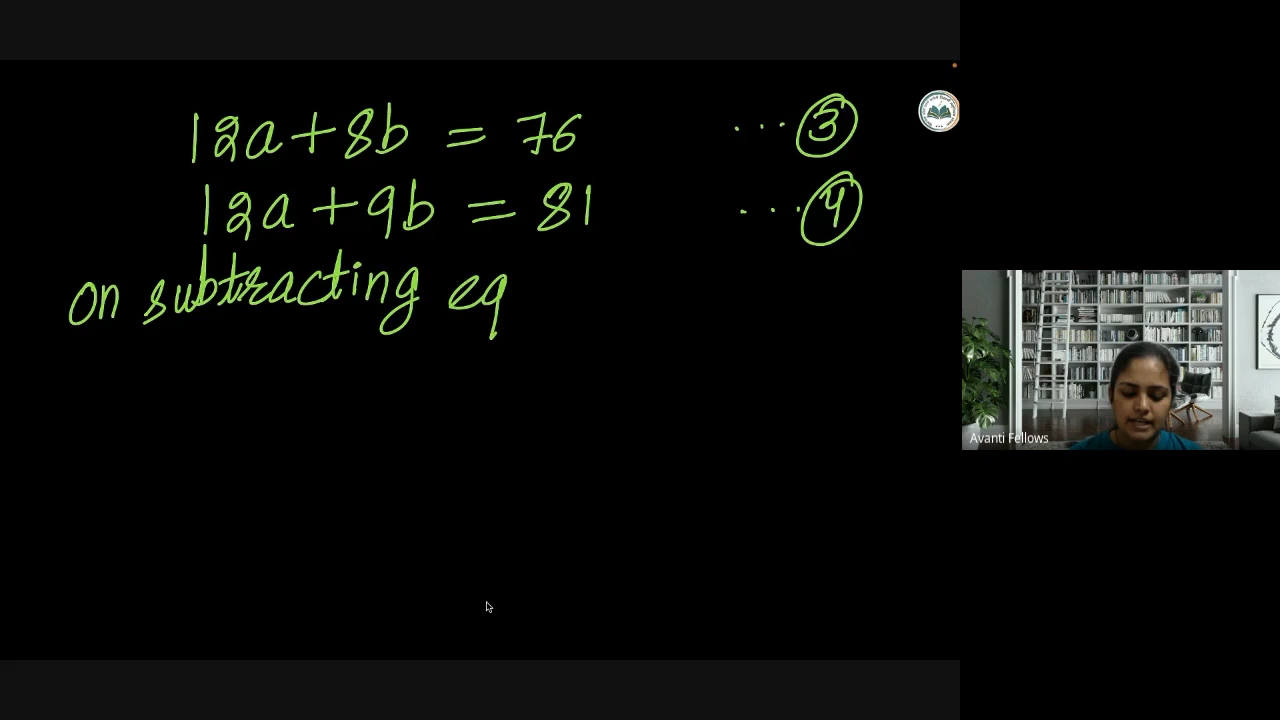 12a + 8b = 76 ... ③
12a + 9b = 81 ... ④
on subtracting eq
Avanti Fellows